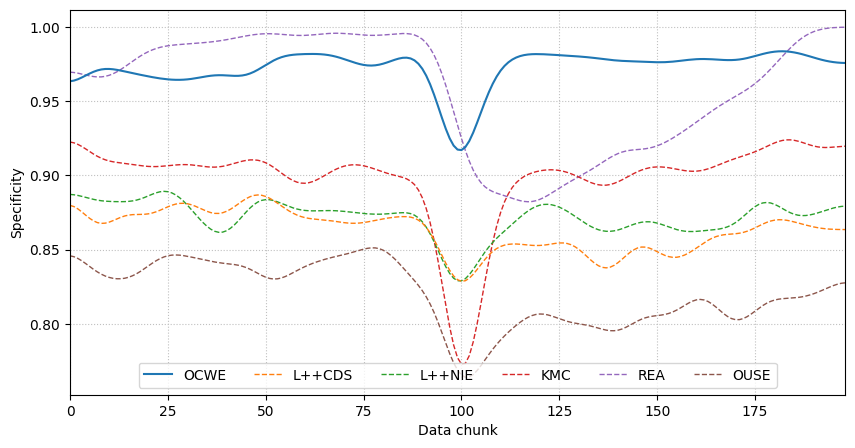 1.00
0.95
0.90
0.85
0.80
Specificity
OCWE L++CDS L++NIE KMC REA OUSE
0 25 50 75 100 125 150 175
Data chunk